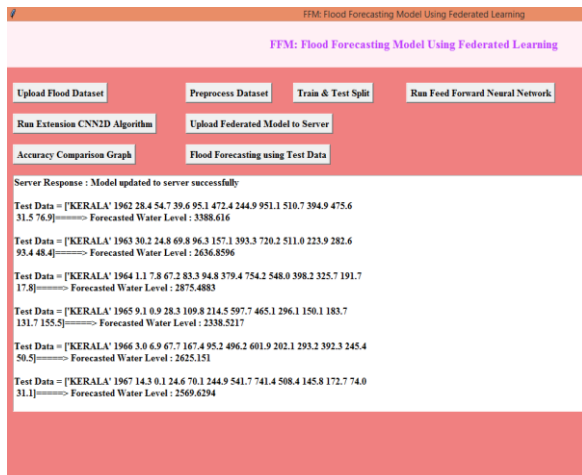 FFM: Flood Forecasting Model Using Federated Learning
FFM: Flood Forecasting Model Using Federated Learning
Upload Flood Dataset
Preprocess Dataset
Train & Test Split
Run Feed Forward Neural Network
Run Extension CNN2D Algorithm
Upload Federated Model to Server
Accuracy Comparison Graph
Flood Forecasting using Test Data
Server Response : Model updated to server successfully
Test Data = ['KERALA' 1962 28.4 54.7 39.6 95.1 472.4 244.9 951.1 510.7 394.9 475.6
31.5 76.9]=====> Forecasted Water Level : 3388.616
Test Data = ['KERALA' 1963 30.2 24.8 69.8 96.3 157.1 393.3 720.2 511.0 223.9 282.6
93.4 48.4]=====> Forecasted Water Level : 2636.8596
Test Data = ['KERALA' 1964 1.1 7.8 67.2 83.3 94.8 379.4 754.2 548.0 398.2 325.7 191.7
17.8]=====> Forecasted Water Level : 2875.4883
Test Data = ['KERALA' 1965 9.1 0.9 28.3 109.8 214.5 597.7 465.1 296.1 150.1 183.7
131.7 155.5]=====> Forecasted Water Level : 2338.5217
Test Data = ['KERALA' 1966 3.0 6.9 67.7 167.4 95.2 496.2 601.9 202.1 293.2 392.3 245.4
50.5]=====> Forecasted Water Level : 2625.151
Test Data = ['KERALA' 1967 14.3 0.1 24.6 70.1 244.9 541.7 741.4 508.4 145.8 172.7 74.0
31.1]=====> Forecasted Water Level : 2569.6294